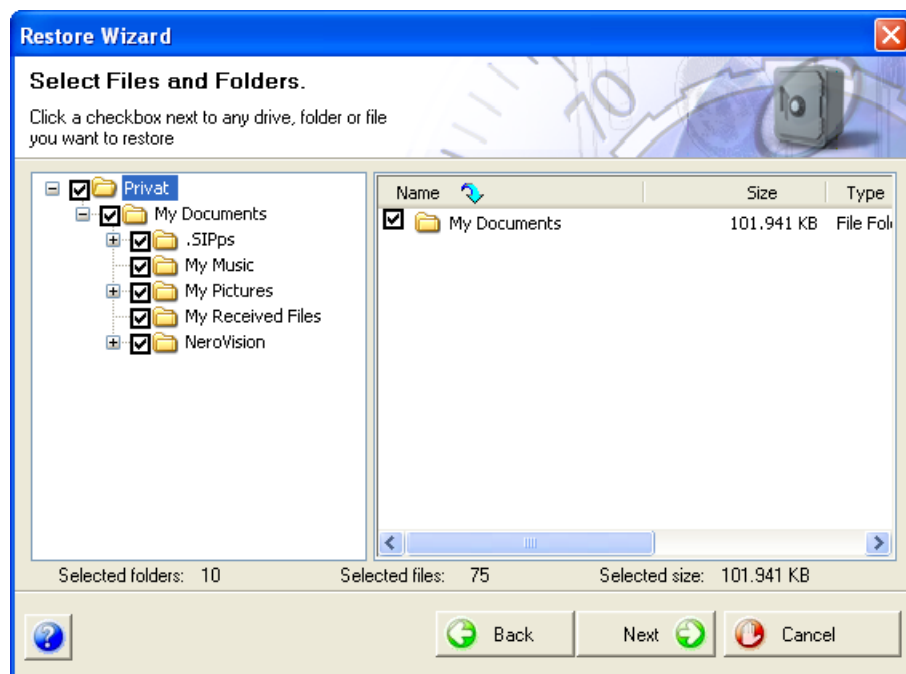 Restore Wizard
Select Files and Folders.
Click a checkbox next to any drive, folder or file
you want to restore
70
Privat
My Documents
.SIPps
My Music
My Pictures
My Received Files
NeroVision
Name Size Type
My Documents 101.941 KB File Fol
Selected folders: 10 Selected files: 75 Selected size: 101.941 KB
? Back Next Cancel